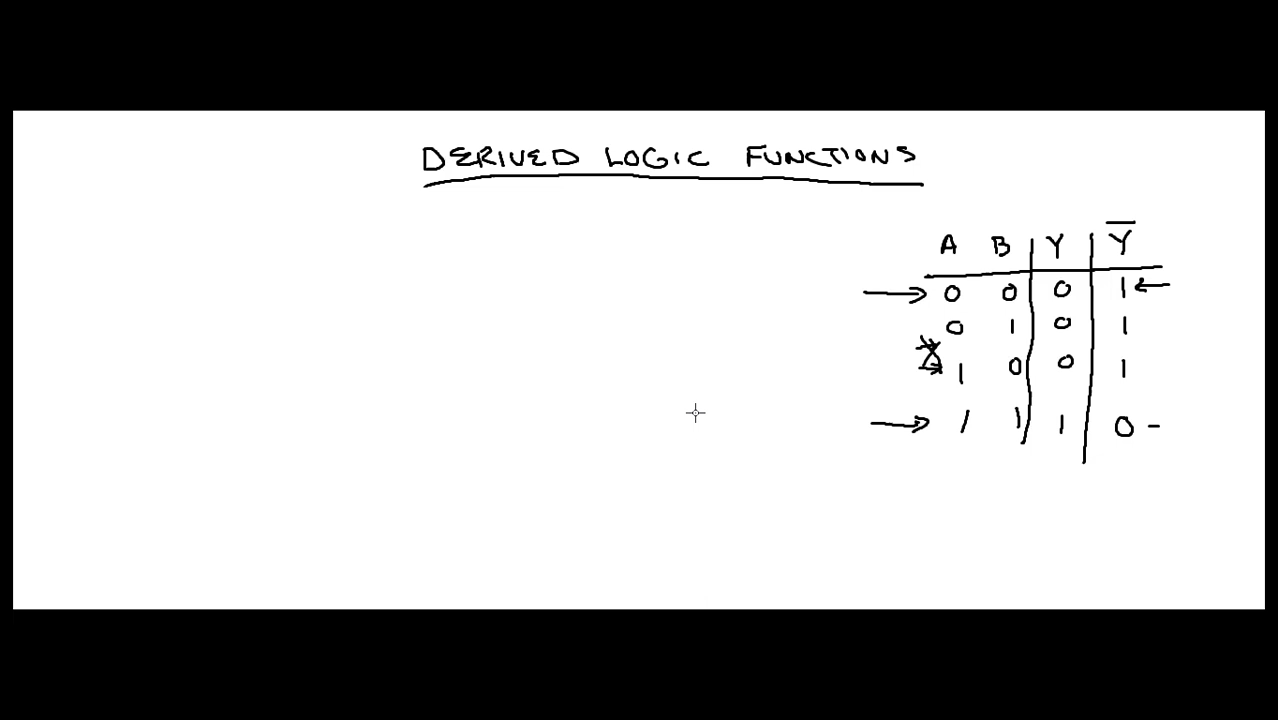 DERIVED LOGIC FUNCTIONS
A B Y Y̅
0 0 0 1
0 1 0 1
1 0 0 1
1 1 1 0